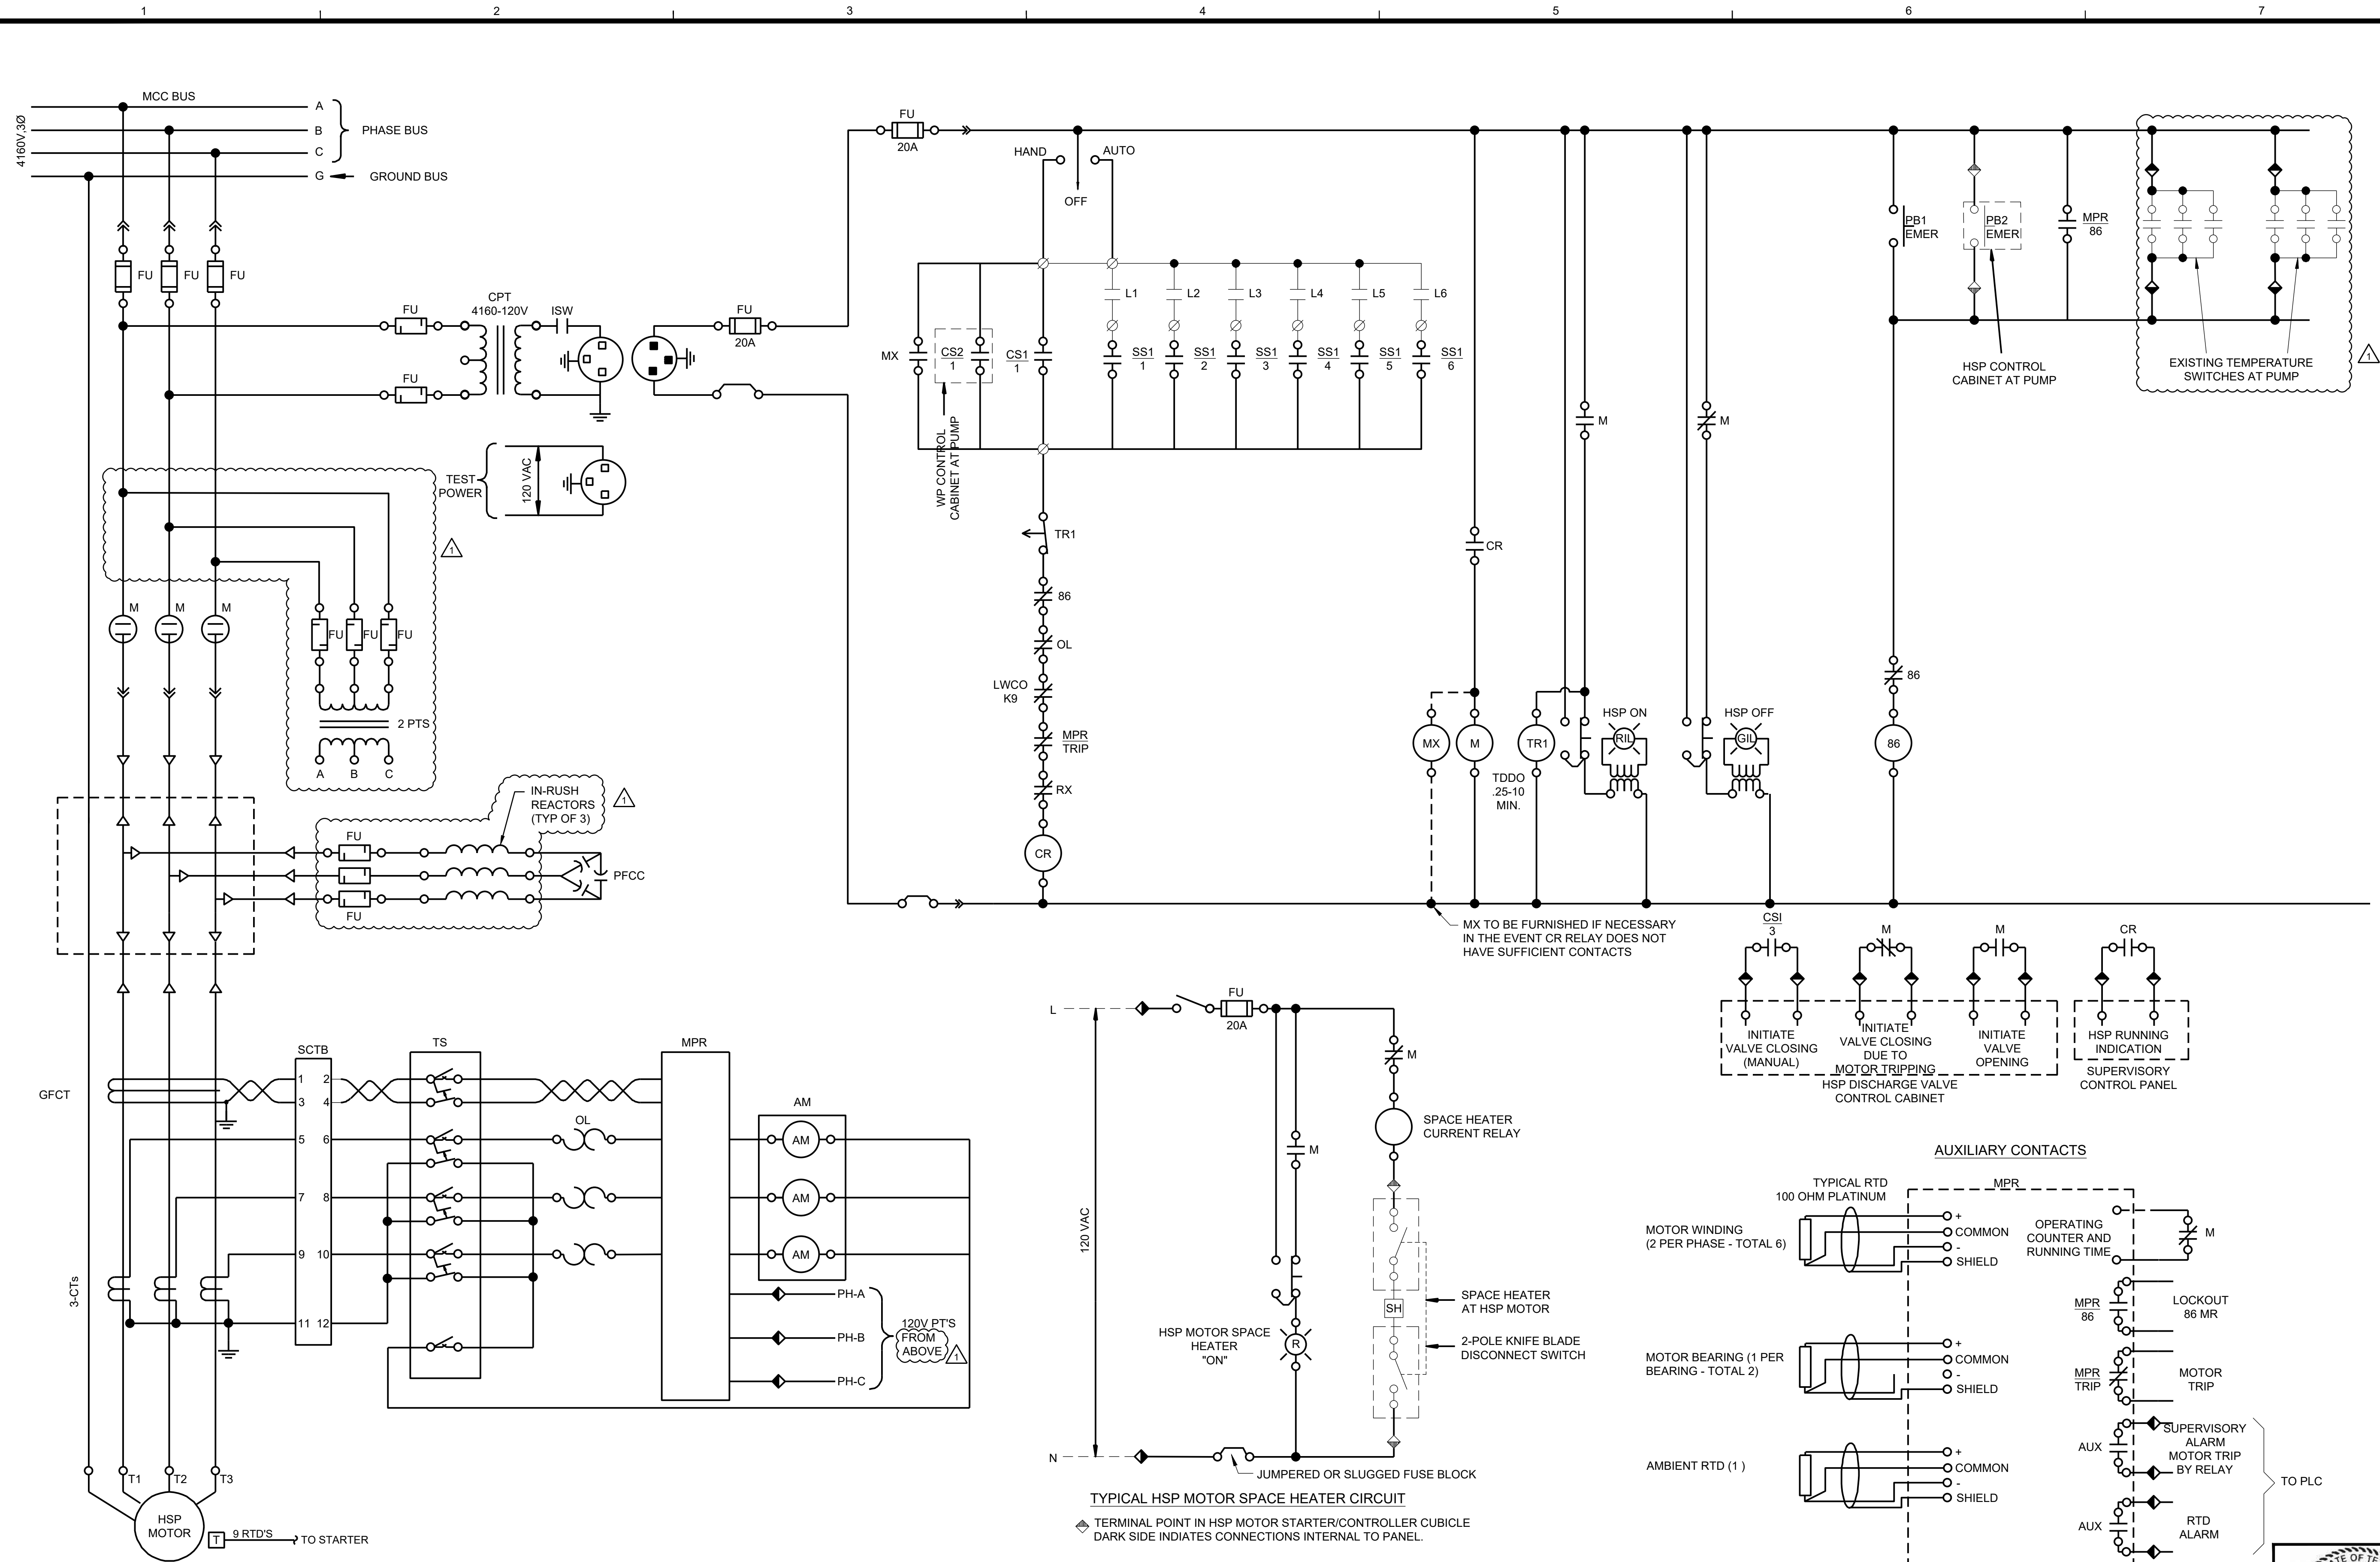 1 2 3 4 5 6 7
MCC BUS
4160V,3Ø
A
B
C
G
PHASE BUS
GROUND BUS
FU FU FU
FU
FU
CPT
4160-120V
ISW
FU
20A
TEST
POWER
120 VAC
1
M M M
FU FU FU
2 PTS
A B C
IN-RUSH
REACTORS
(TYP OF 3)
1
FU
FU
PFCC
FU
20A
HAND
AUTO
OFF
L1 L2 L3 L4 L5 L6
MX
CS2
1
CS1
1
SS1
1
SS1
2
SS1
3
SS1
4
SS1
5
SS1
6
WP CONTROL
CABINET AT PUMP
TR1
86
OL
LWCO
K9
MPR
TRIP
RX
CR
CR
M
M
MX
M
TR1
TDDO
.25-10
MIN.
HSP ON
RIL
HSP OFF
GIL
PB1
EMER
PB2
EMER
MPR
86
HSP CONTROL
CABINET AT PUMP
EXISTING TEMPERATURE
SWITCHES AT PUMP
1
86
86
MX TO BE FURNISHED IF NECESSARY
IN THE EVENT CR RELAY DOES NOT
HAVE SUFFICIENT CONTACTS
CSI
3
M
M
CR
INITIATE
VALVE CLOSING
(MANUAL)
INITIATE
VALVE CLOSING
DUE TO
MOTOR TRIPPING
INITIATE
VALVE
OPENING
HSP RUNNING
INDICATION
HSP DISCHARGE VALVE
CONTROL CABINET
SUPERVISORY
CONTROL PANEL
AUXILIARY CONTACTS
GFCT
SCTB
TS
MPR
AM
1 2
3 4
5 6
7 8
9 10
11 12
OL
AM
AM
AM
3-CTs
PH-A
PH-B
PH-C
120V PT'S
FROM
ABOVE
1
T1 T2 T3
HSP
MOTOR
T
9 RTD'S
TO STARTER
L
FU
20A
M
M
120 VAC
SPACE HEATER
CURRENT RELAY
SH
SPACE HEATER
AT HSP MOTOR
2-POLE KNIFE BLADE
DISCONNECT SWITCH
HSP MOTOR SPACE
HEATER
"ON"
R
N
JUMPERED OR SLUGGED FUSE BLOCK
TYPICAL HSP MOTOR SPACE HEATER CIRCUIT
TERMINAL POINT IN HSP MOTOR STARTER/CONTROLLER CUBICLE
DARK SIDE INDIATES CONNECTIONS INTERNAL TO PANEL.
TYPICAL RTD
100 OHM PLATINUM
MPR
MOTOR WINDING
(2 PER PHASE - TOTAL 6)
+
COMMON
-
SHIELD
OPERATING
COUNTER AND
RUNNING TIME
M
MPR
86
LOCKOUT
86 MR
MOTOR BEARING (1 PER
BEARING - TOTAL 2)
+
COMMON
-
SHIELD
MPR
TRIP
MOTOR
TRIP
AMBIENT RTD (1 )
+
COMMON
-
SHIELD
AUX
SUPERVISORY
ALARM
MOTOR TRIP
BY RELAY
TO PLC
AUX
RTD
ALARM